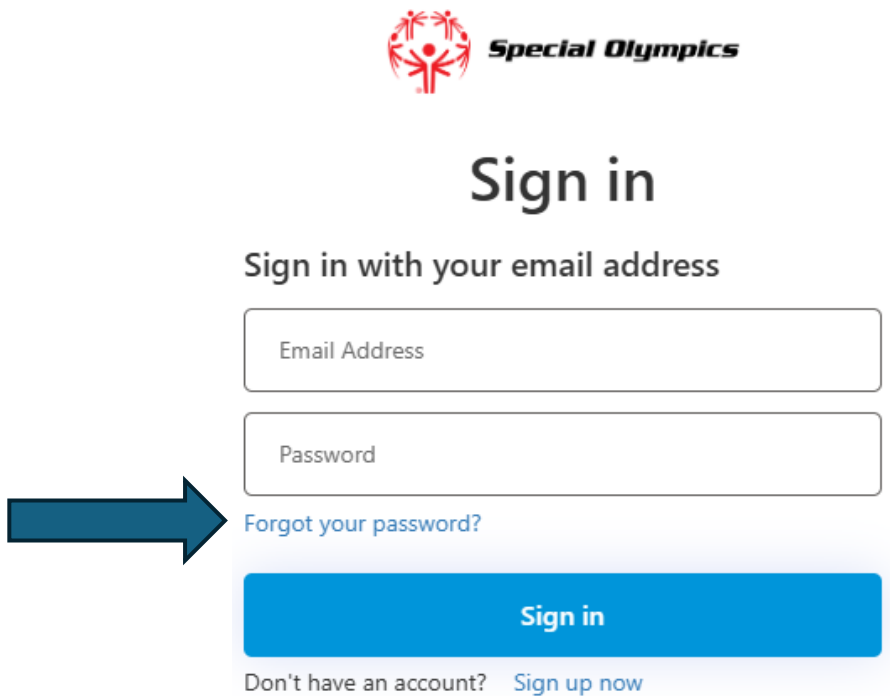 Special Olympics
Sign in
Sign in with your email address
Email Address
Password
Forgot your password?
Sign in
Don't have an account? Sign up now